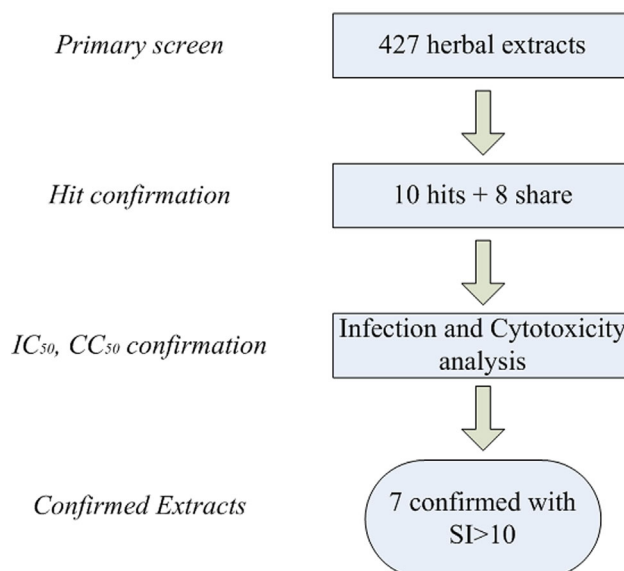 Primary screen
427 herbal extracts
Hit confirmation
10 hits + 8 share
IC50, CC50 confirmation
Infection and Cytotoxicity
analysis
Confirmed Extracts
7 confirmed with
SI>10